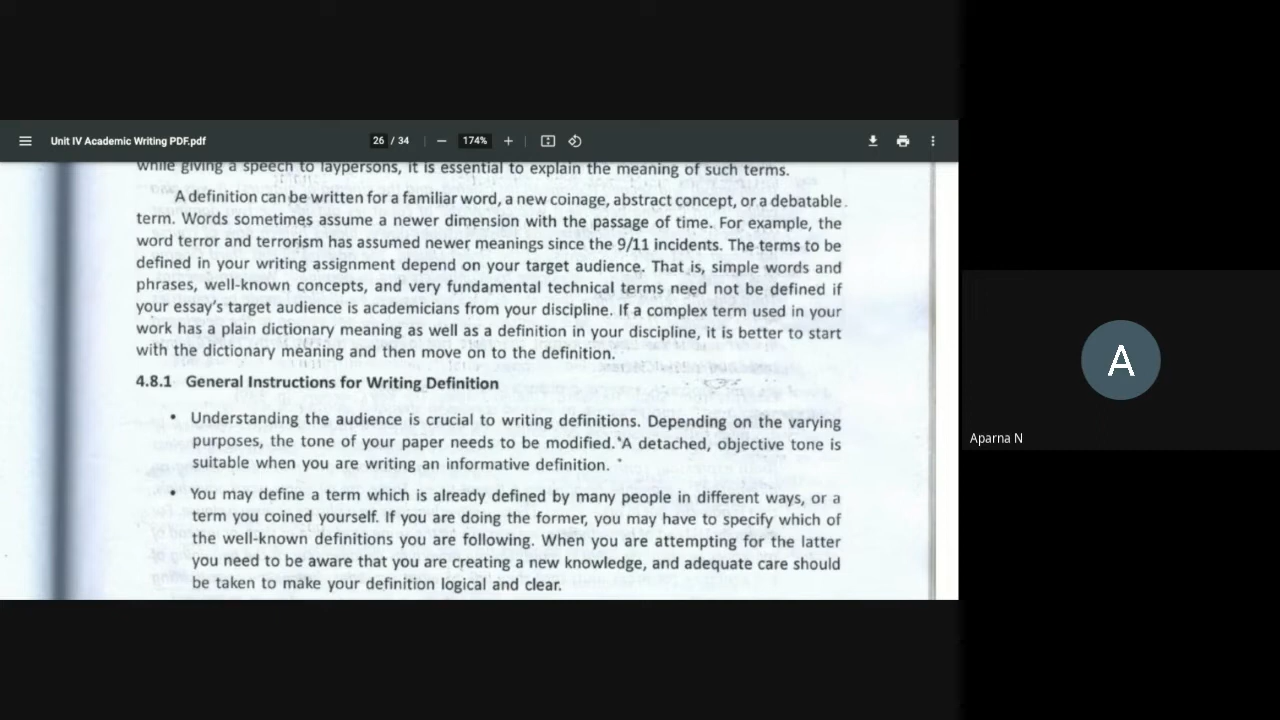 Unit IV Academic Writing PDF.pdf
26 / 34
174%
while giving a speech to laypersons, it is essential to explain the meaning of such terms.
A definition can be written for a familiar word, a new coinage, abstract concept, or a debatable
term. Words sometimes assume a newer dimension with the passage of time. For example, the
word terror and terrorism has assumed newer meanings since the 9/11 incidents. The terms to be
defined in your writing assignment depend on your target audience. That is, simple words and
phrases, well-known concepts, and very fundamental technical terms need not be defined if
your essay's target audience is academicians from your discipline. If a complex term used in your
work has a plain dictionary meaning as well as a definition in your discipline, it is better to start
with the dictionary meaning and then move on to the definition.
4.8.1 General Instructions for Writing Definition
• Understanding the audience is crucial to writing definitions. Depending on the varying
purposes, the tone of your paper needs to be modified. A detached, objective tone is
suitable when you are writing an informative definition.
• You may define a term which is already defined by many people in different ways, or a
term you coined yourself. If you are doing the former, you may have to specify which of
the well-known definitions you are following. When you are attempting for the latter
you need to be aware that you are creating a new knowledge, and adequate care should
be taken to make your definition logical and clear.
A
Aparna N